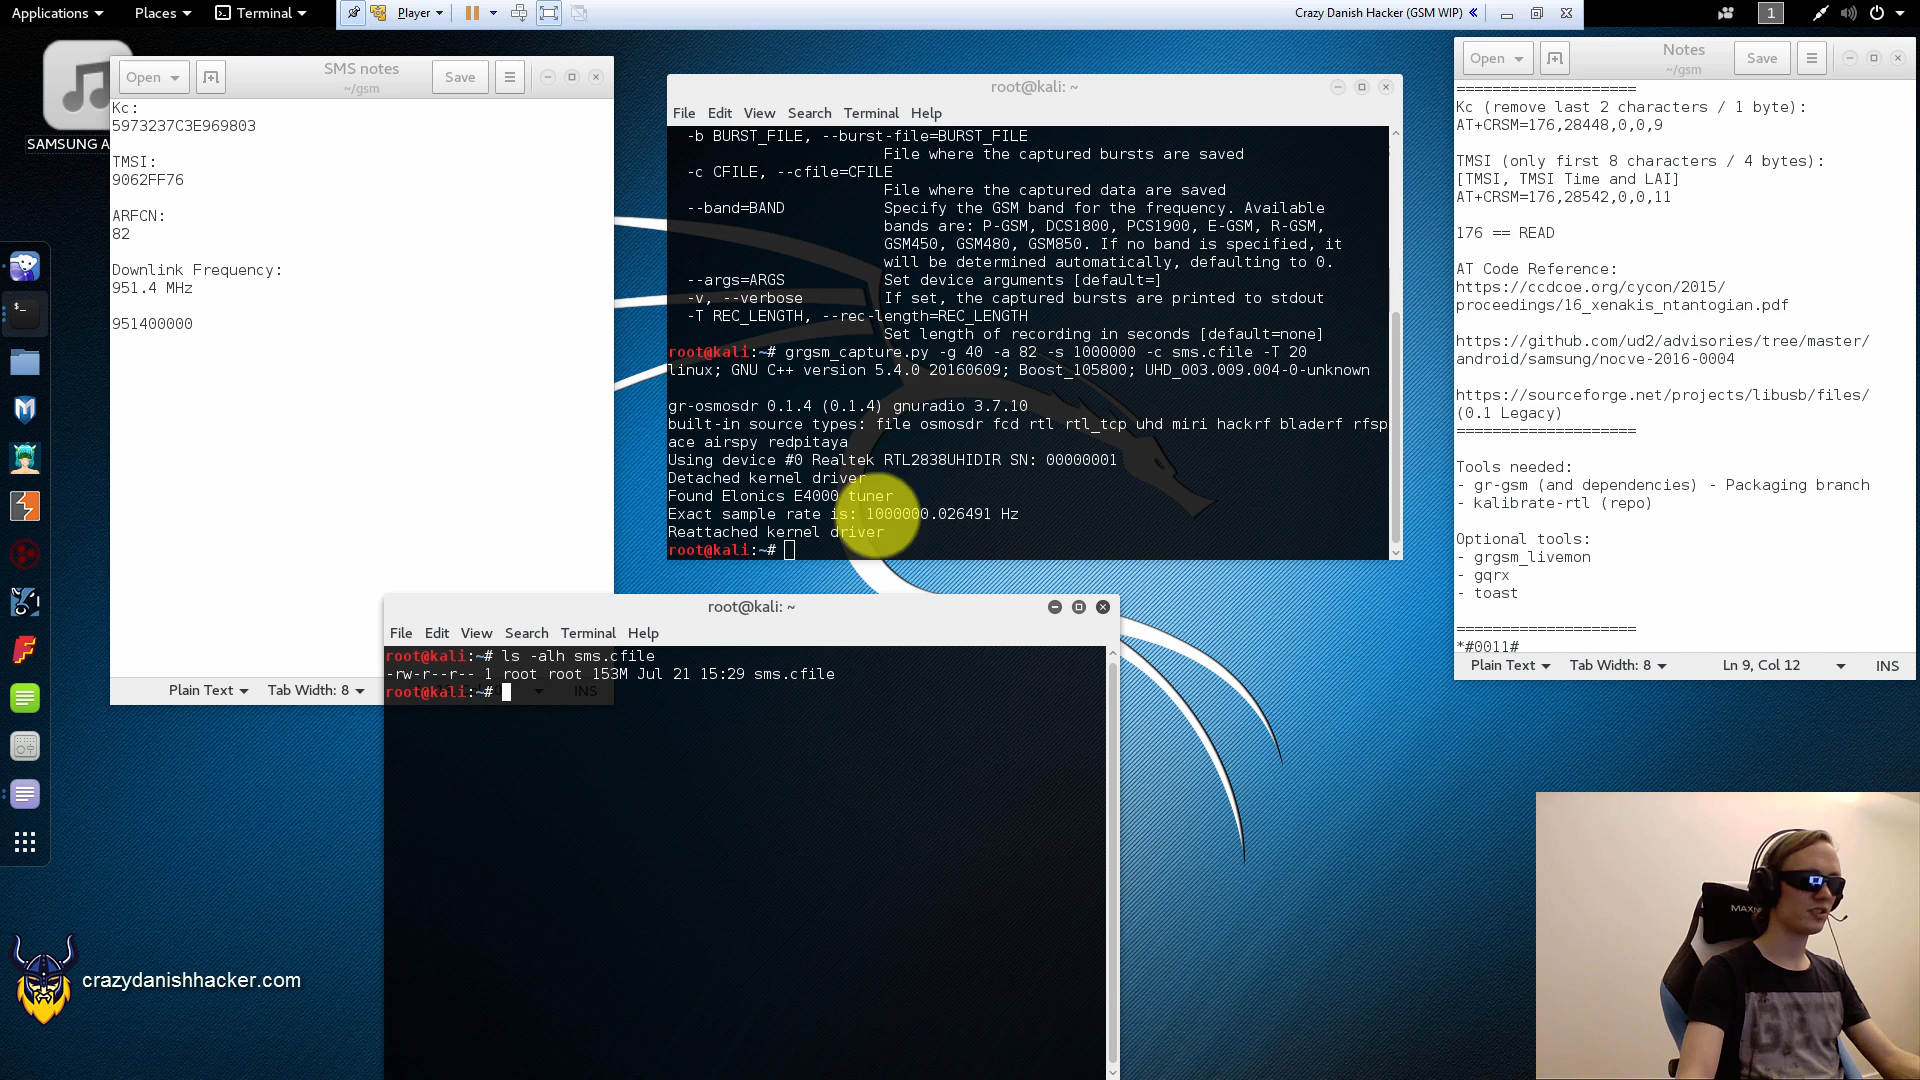 Applications
Places
Terminal
Player
Crazy Danish Hacker (GSM WIP)
1
SAMSUNG A
Open
SMS notes
~/gsm
Save
Kc:
5973237C3E969803
TMSI:
9062FF76
ARFCN:
82
Downlink Frequency:
951.4 MHz
951400000
Plain Text
Tab Width: 8
INS
root@kali: ~
File Edit View Search Terminal Help
-b BURST_FILE, --burst-file=BURST_FILE
File where the captured bursts are saved
-c CFILE, --cfile=CFILE
File where the captured data are saved
--band=BAND Specify the GSM band for the frequency. Available
bands are: P-GSM, DCS1800, PCS1900, E-GSM, R-GSM,
GSM450, GSM480, GSM850. If no band is specified, it
will be determined automatically, defaulting to 0.
--args=ARGS Set device arguments [default=]
-v, --verbose If set, the captured bursts are printed to stdout
-T REC_LENGTH, --rec-length=REC_LENGTH
Set length of recording in seconds [default=none]
root@kali:~# grgsm_capture.py -g 40 -a 82 -s 1000000 -c sms.cfile -T 20
linux; GNU C++ version 5.4.0 20160609; Boost_105800; UHD_003.009.004-0-unknown
gr-osmosdr 0.1.4 (0.1.4) gnuradio 3.7.10
built-in source types: file osmosdr fcd rtl rtl_tcp uhd miri hackrf bladerf rfsp
ace airspy redpitaya
Using device #0 Realtek RTL2838UHIDIR SN: 00000001
Detached kernel driver
Found Elonics E4000 tuner
Exact sample rate is: 1000000.026491 Hz
Reattached kernel driver
root@kali:~#
root@kali: ~
File Edit View Search Terminal Help
root@kali:~# ls -alh sms.cfile
-rw-r--r-- 1 root root 153M Jul 21 15:29 sms.cfile
root@kali:~#
Open
Notes
~/gsm
Save
====================
Kc (remove last 2 characters / 1 byte):
AT+CRSM=176,28448,0,0,9
TMSI (only first 8 characters / 4 bytes):
[TMSI, TMSI Time and LAI]
AT+CRSM=176,28542,0,0,11
176 == READ
AT Code Reference:
https://ccdcoe.org/cycon/2015/
proceedings/16_xenakis_ntantogian.pdf
https://github.com/ud2/advisories/tree/master/
android/samsung/nocve-2016-0004
https://sourceforge.net/projects/libusb/files/
(0.1 Legacy)
====================
Tools needed:
- gr-gsm (and dependencies) - Packaging branch
- kalibrate-rtl (repo)
Optional tools:
- grgsm_livemon
- gqrx
- toast
====================
*#0011#
Plain Text
Tab Width: 8
Ln 9, Col 12
INS
crazydanishhacker.com